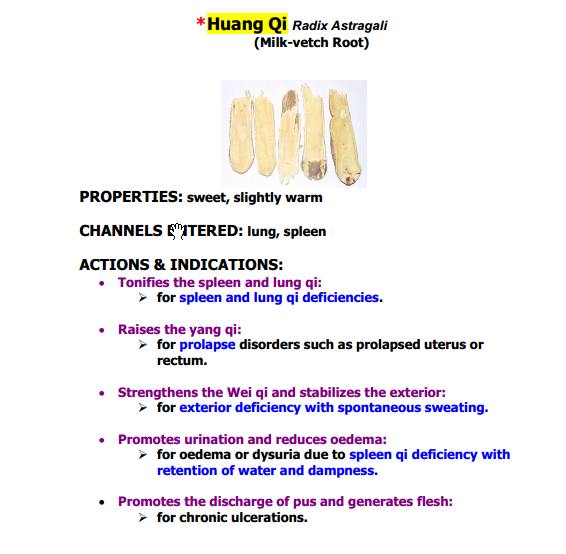 *Huang Qi Radix Astragali
(Milk-vetch Root)
PROPERTIES: sweet, slightly warm
CHANNELS ENTERED: lung, spleen
ACTIONS & INDICATIONS:
• Tonifies the spleen and lung qi:
➢ for spleen and lung qi deficiencies.
• Raises the yang qi:
➢ for prolapse disorders such as prolapsed uterus or
rectum.
• Strengthens the Wei qi and stabilizes the exterior:
➢ for exterior deficiency with spontaneous sweating.
• Promotes urination and reduces oedema:
➢ for oedema or dysuria due to spleen qi deficiency with
retention of water and dampness.
• Promotes the discharge of pus and generates flesh:
➢ for chronic ulcerations.